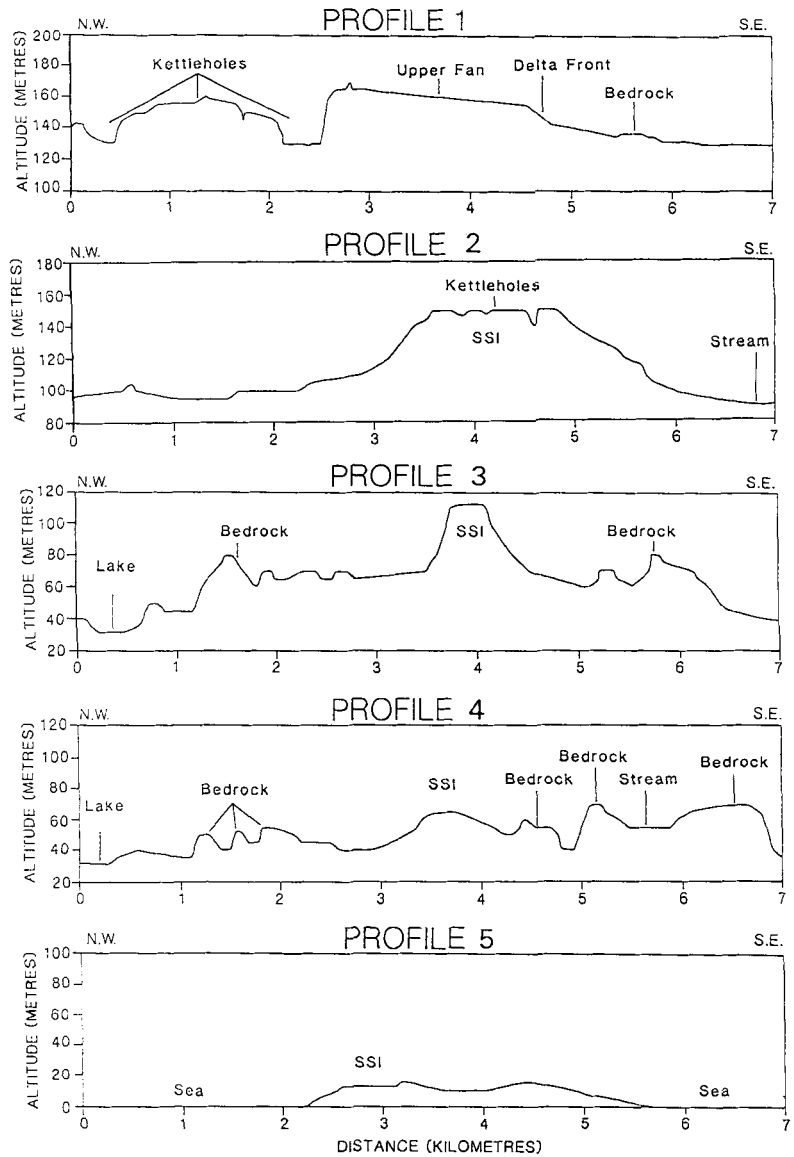 PROFILE 1
N.W. S.E.
ALTITUDE (METRES)
200
180
160
140
120
100
Kettleholes
Upper Fan
Delta Front
Bedrock
0 1 2 3 4 5 6 7
PROFILE 2
N.W. S.E.
ALTITUDE (METRES)
180
160
140
120
100
80
Kettleholes
SSI
Stream
0 1 2 3 4 5 6 7
PROFILE 3
N.W. S.E.
ALTITUDE (METRES)
120
100
80
60
40
20
Lake
Bedrock
SSI
Bedrock
0 1 2 3 4 5 6 7
PROFILE 4
N.W. S.E.
ALTITUDE (METRES)
120
100
80
60
40
20
Lake
Bedrock
SSI
Bedrock
Bedrock
Stream
Bedrock
0 1 2 3 4 5 6 7
PROFILE 5
N.W. S.E.
ALTITUDE (METRES)
100
80
60
40
20
0
Sea
SSI
Sea
0 1 2 3 4 5 6 7
DISTANCE (KILOMETRES)